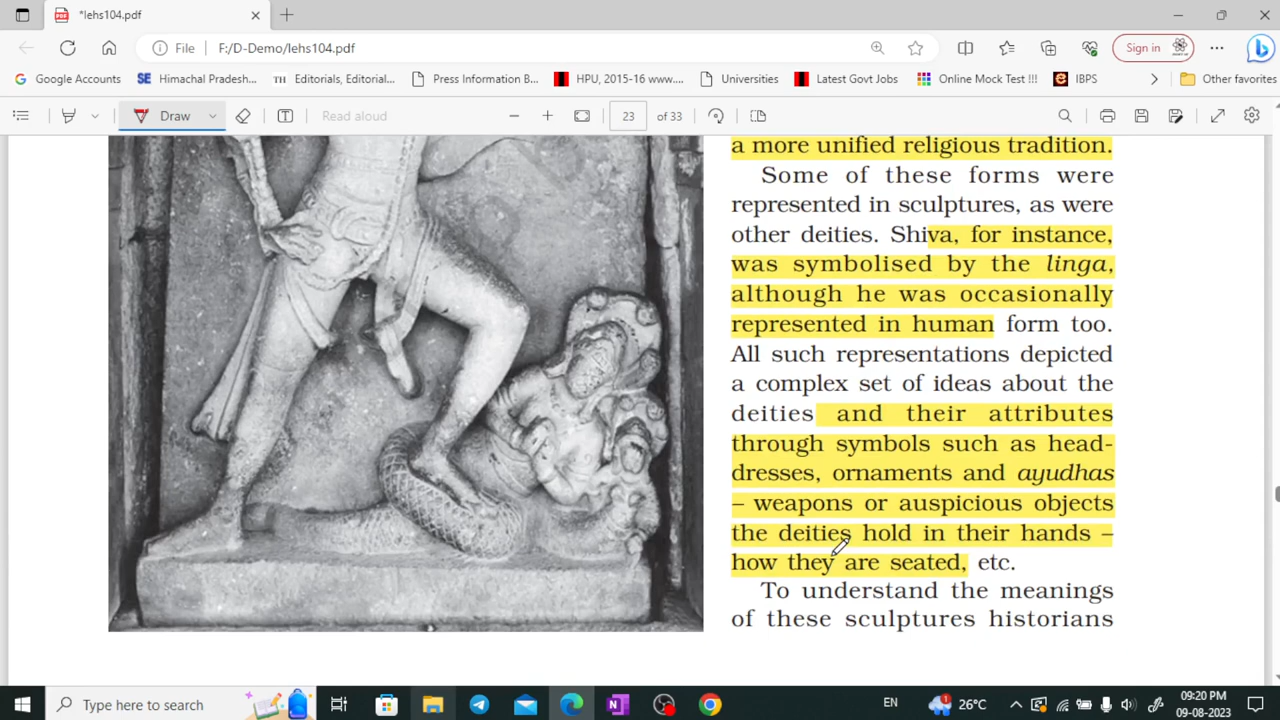 *lehs104.pdf
File F:/D-Demo/lehs104.pdf
Sign in
Google Accounts
SE Himachal Pradesh...
TH Editorials, Editorial...
Press Information B...
HPU, 2015-16 www....
Universities
Latest Govt Jobs
Online Mock Test !!!
IBPS
Other favorites
Draw
Read aloud
23 of 33
a more unified religious tradition.
Some of these forms were
represented in sculptures, as were
other deities. Shiva, for instance,
was symbolised by the linga,
although he was occasionally
represented in human form too.
All such representations depicted
a complex set of ideas about the
deities and their attributes
through symbols such as head-
dresses, ornaments and ayudhas
– weapons or auspicious objects
the deities hold in their hands –
how they are seated, etc.
To understand the meanings
of these sculptures historians
Type here to search
EN
26°C
09:20 PM
09-08-2023